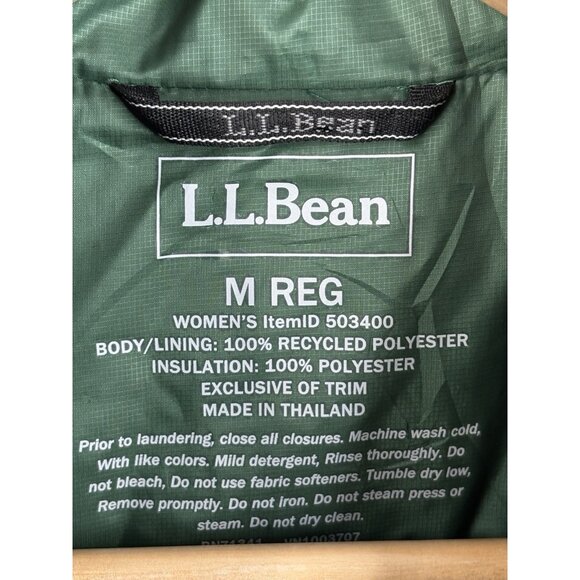 L.L.Bean
L.L.Bean
M REG
WOMEN'S ItemID 503400
BODY/LINING: 100% RECYCLED POLYESTER
INSULATION: 100% POLYESTER
EXCLUSIVE OF TRIM
MADE IN THAILAND
Prior to laundering, close all closures. Machine wash cold,
With like colors. Mild detergent, Rinse thoroughly. Do
not bleach, Do not use fabric softeners. Tumble dry low,
Remove promptly. Do not iron. Do not steam press or
steam. Do not dry clean.
RN71341 VN1003707